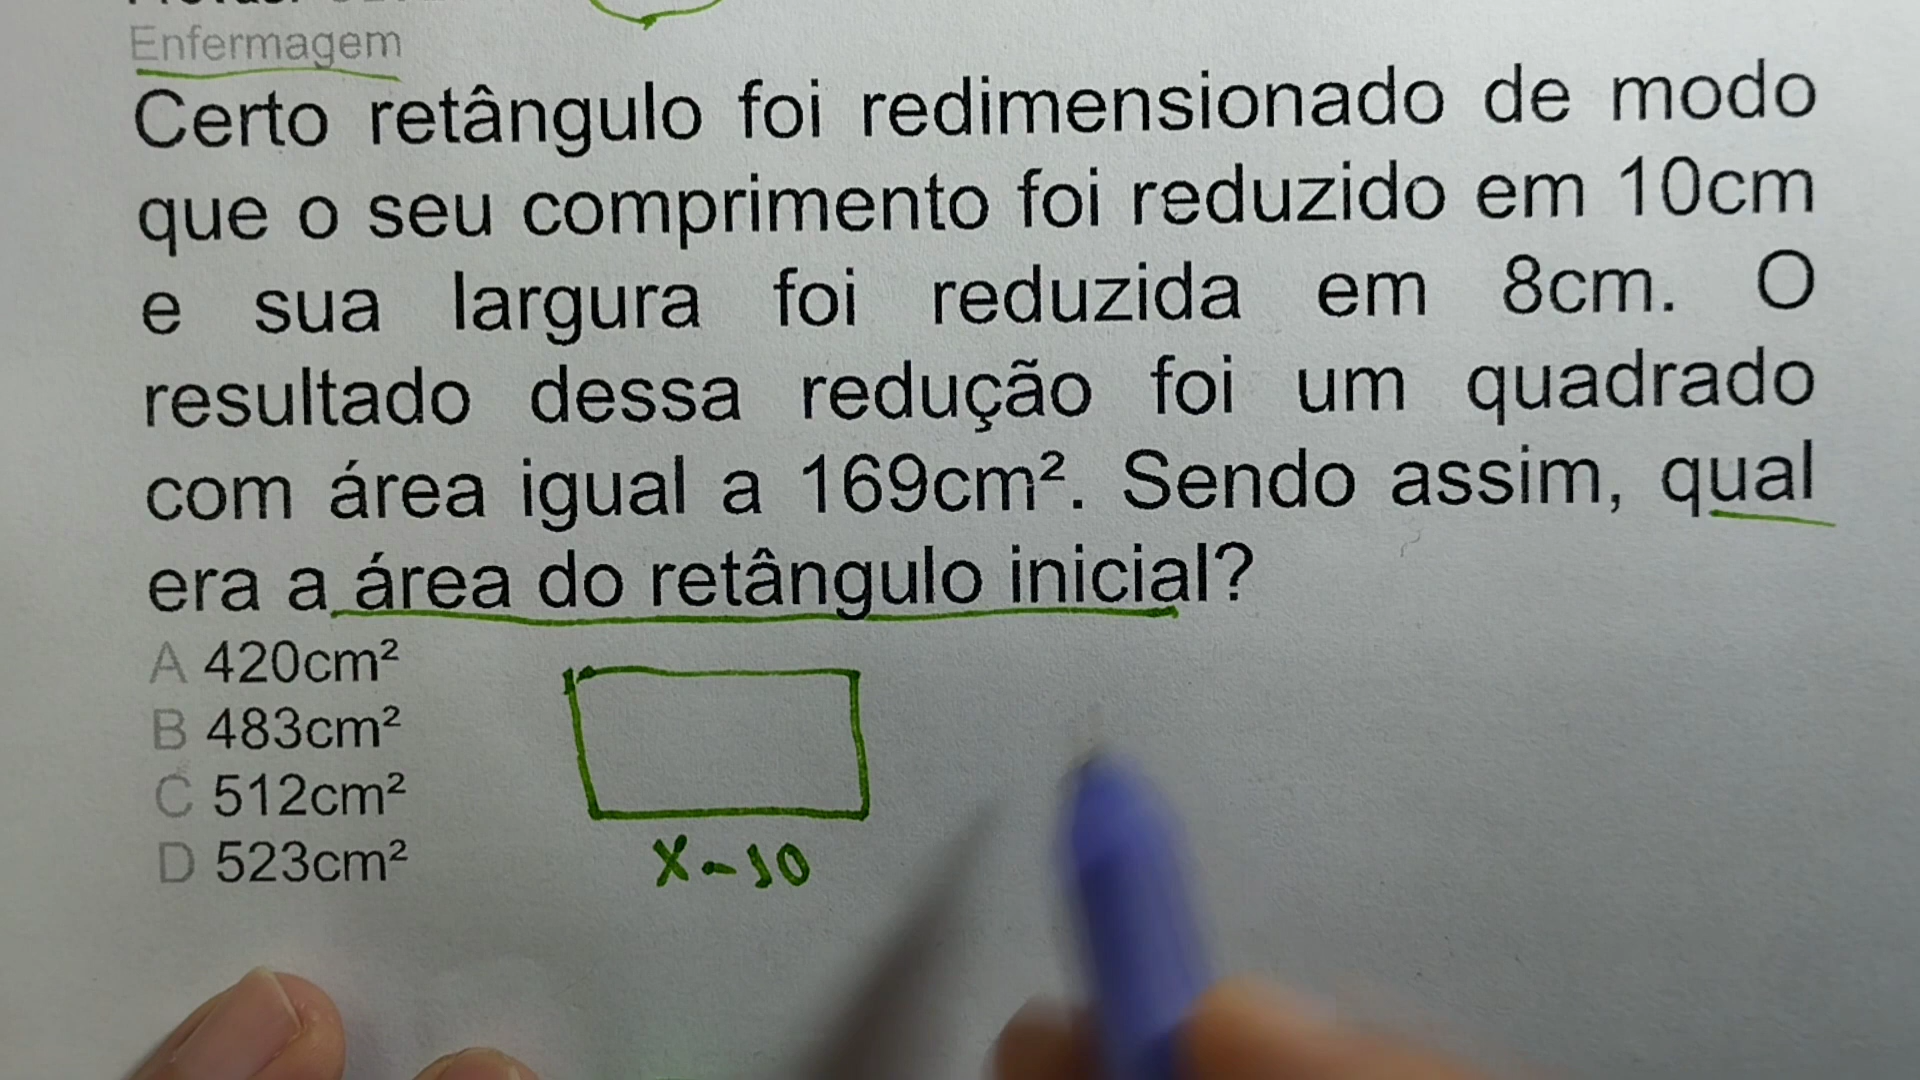 Enfermagem
Certo retângulo foi redimensionado de modo
que o seu comprimento foi reduzido em 10cm
e sua largura foi reduzida em 8cm. O
resultado dessa redução foi um quadrado
com área igual a 169cm². Sendo assim, qual
era a área do retângulo inicial?
A 420cm²
B 483cm²
C 512cm²
D 523cm²
X-10